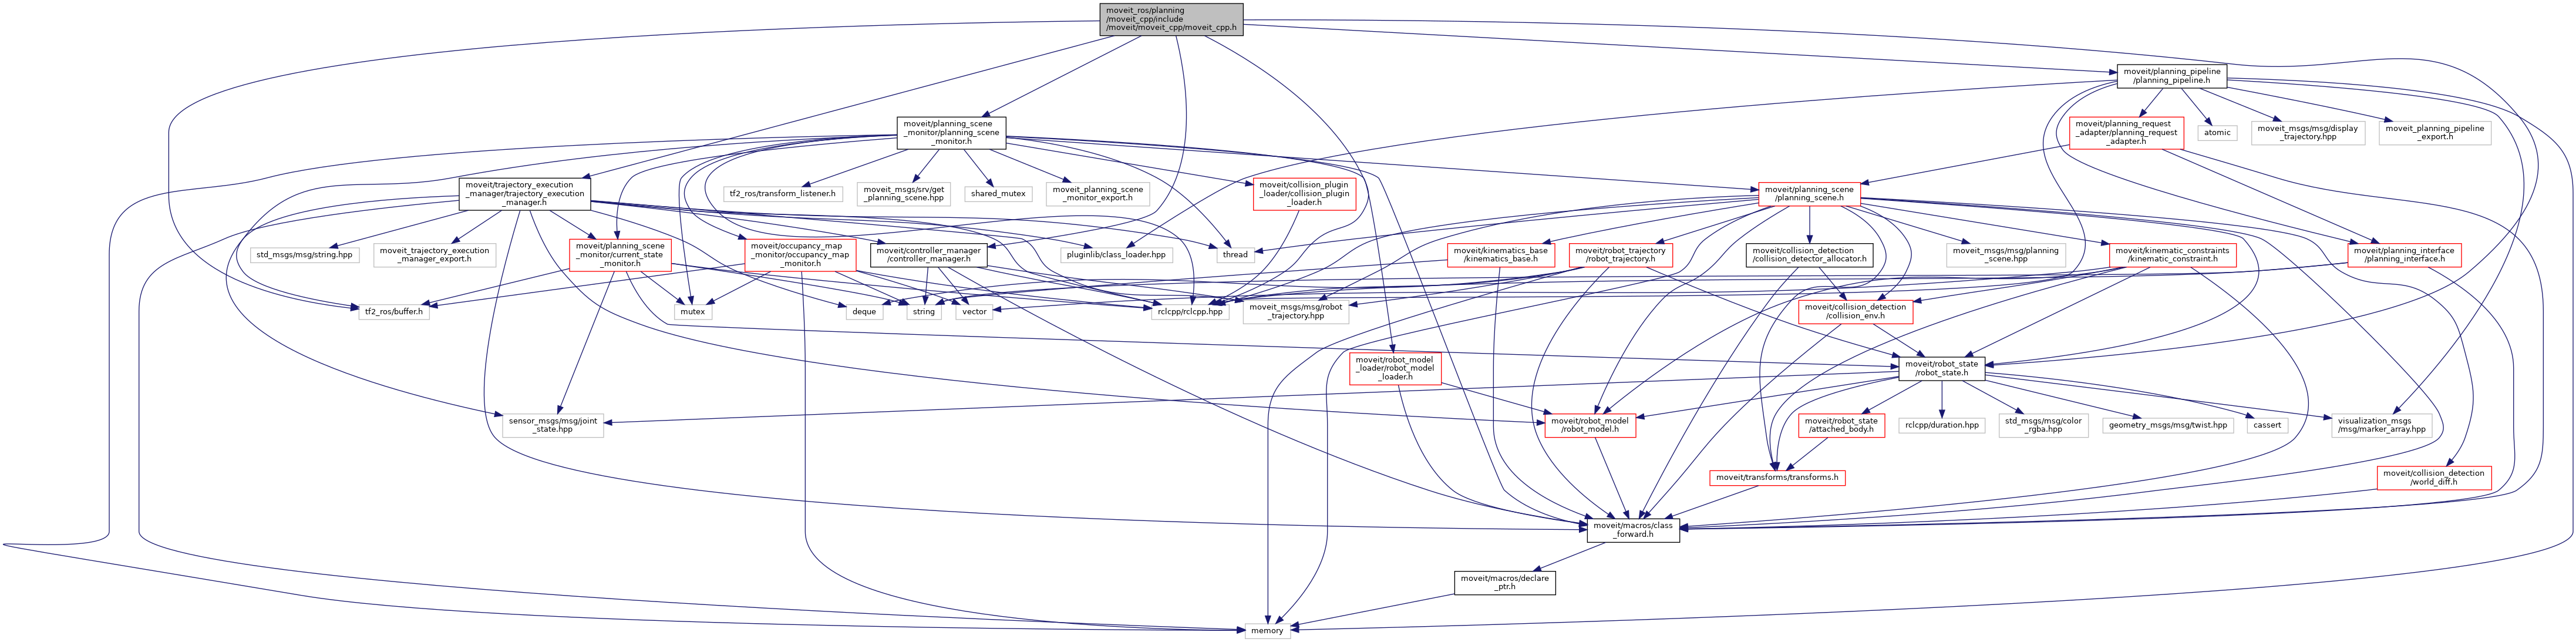 moveit_ros/planning
/moveit_cpp/include
/moveit/moveit_cpp/moveit_cpp.h
moveit/planning_pipeline
/planning_pipeline.h
moveit/planning_scene
_monitor/planning_scene
_monitor.h
moveit/planning_request
_adapter/planning_request
_adapter.h
atomic
moveit_msgs/msg/display
_trajectory.hpp
moveit_planning_pipeline
_export.h
moveit/trajectory_execution
_manager/trajectory_execution
_manager.h
tf2_ros/transform_listener.h
moveit_msgs/srv/get
_planning_scene.hpp
shared_mutex
moveit_planning_scene
_monitor_export.h
moveit/collision_plugin
_loader/collision_plugin
_loader.h
moveit/planning_scene
/planning_scene.h
std_msgs/msg/string.hpp
moveit_trajectory_execution
_manager_export.h
moveit/planning_scene
_monitor/current_state
_monitor.h
moveit/occupancy_map
_monitor/occupancy_map
_monitor.h
moveit/controller_manager
/controller_manager.h
pluginlib/class_loader.hpp
thread
moveit/kinematics_base
/kinematics_base.h
moveit/robot_trajectory
/robot_trajectory.h
moveit/collision_detection
/collision_detector_allocator.h
moveit_msgs/msg/planning
_scene.hpp
moveit/kinematic_constraints
/kinematic_constraint.h
moveit/planning_interface
/planning_interface.h
tf2_ros/buffer.h
mutex
deque
string
vector
rclcpp/rclcpp.hpp
moveit_msgs/msg/robot
_trajectory.hpp
moveit/collision_detection
/collision_env.h
moveit/robot_model
_loader/robot_model
_loader.h
moveit/robot_state
/robot_state.h
sensor_msgs/msg/joint
_state.hpp
moveit/robot_model
/robot_model.h
moveit/robot_state
/attached_body.h
rclcpp/duration.hpp
std_msgs/msg/color
_rgba.hpp
geometry_msgs/msg/twist.hpp
cassert
visualization_msgs
/msg/marker_array.hpp
moveit/transforms/transforms.h
moveit/collision_detection
/world_diff.h
moveit/macros/class
_forward.h
moveit/macros/declare
_ptr.h
memory